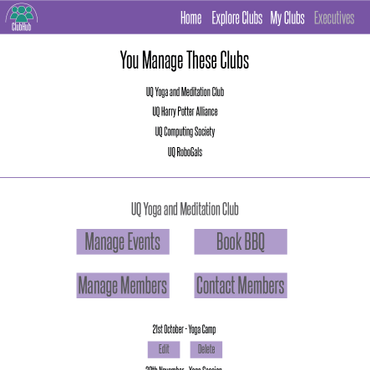 ClubHub
Home Explore Clubs My Clubs Executives
You Manage These Clubs
UQ Yoga and Meditation Club
UQ Harry Potter Alliance
UQ Computing Society
UQ RoboGals
UQ Yoga and Meditation Club
Manage Events Book BBQ
Manage Members Contact Members
21st October - Yoga Camp
Edit Delete